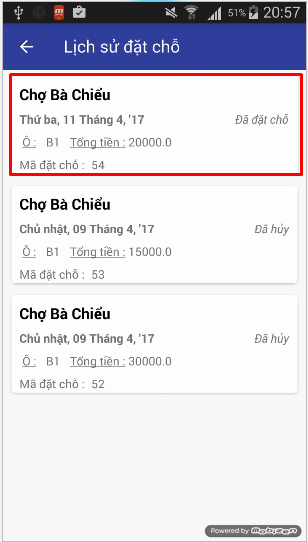 51% 20:57
Lịch sử đặt chỗ
Chợ Bà Chiểu
Thứ ba, 11 Tháng 4, '17 Đã đặt chỗ
Ô : B1 Tổng tiền : 20000.0
Mã đặt chỗ : 54
Chợ Bà Chiểu
Chủ nhật, 09 Tháng 4, '17 Đã hủy
Ô : B1 Tổng tiền : 15000.0
Mã đặt chỗ : 53
Chợ Bà Chiểu
Chủ nhật, 09 Tháng 4, '17 Đã hủy
Ô : B1 Tổng tiền : 30000.0
Mã đặt chỗ : 52
Powered by Mobizen